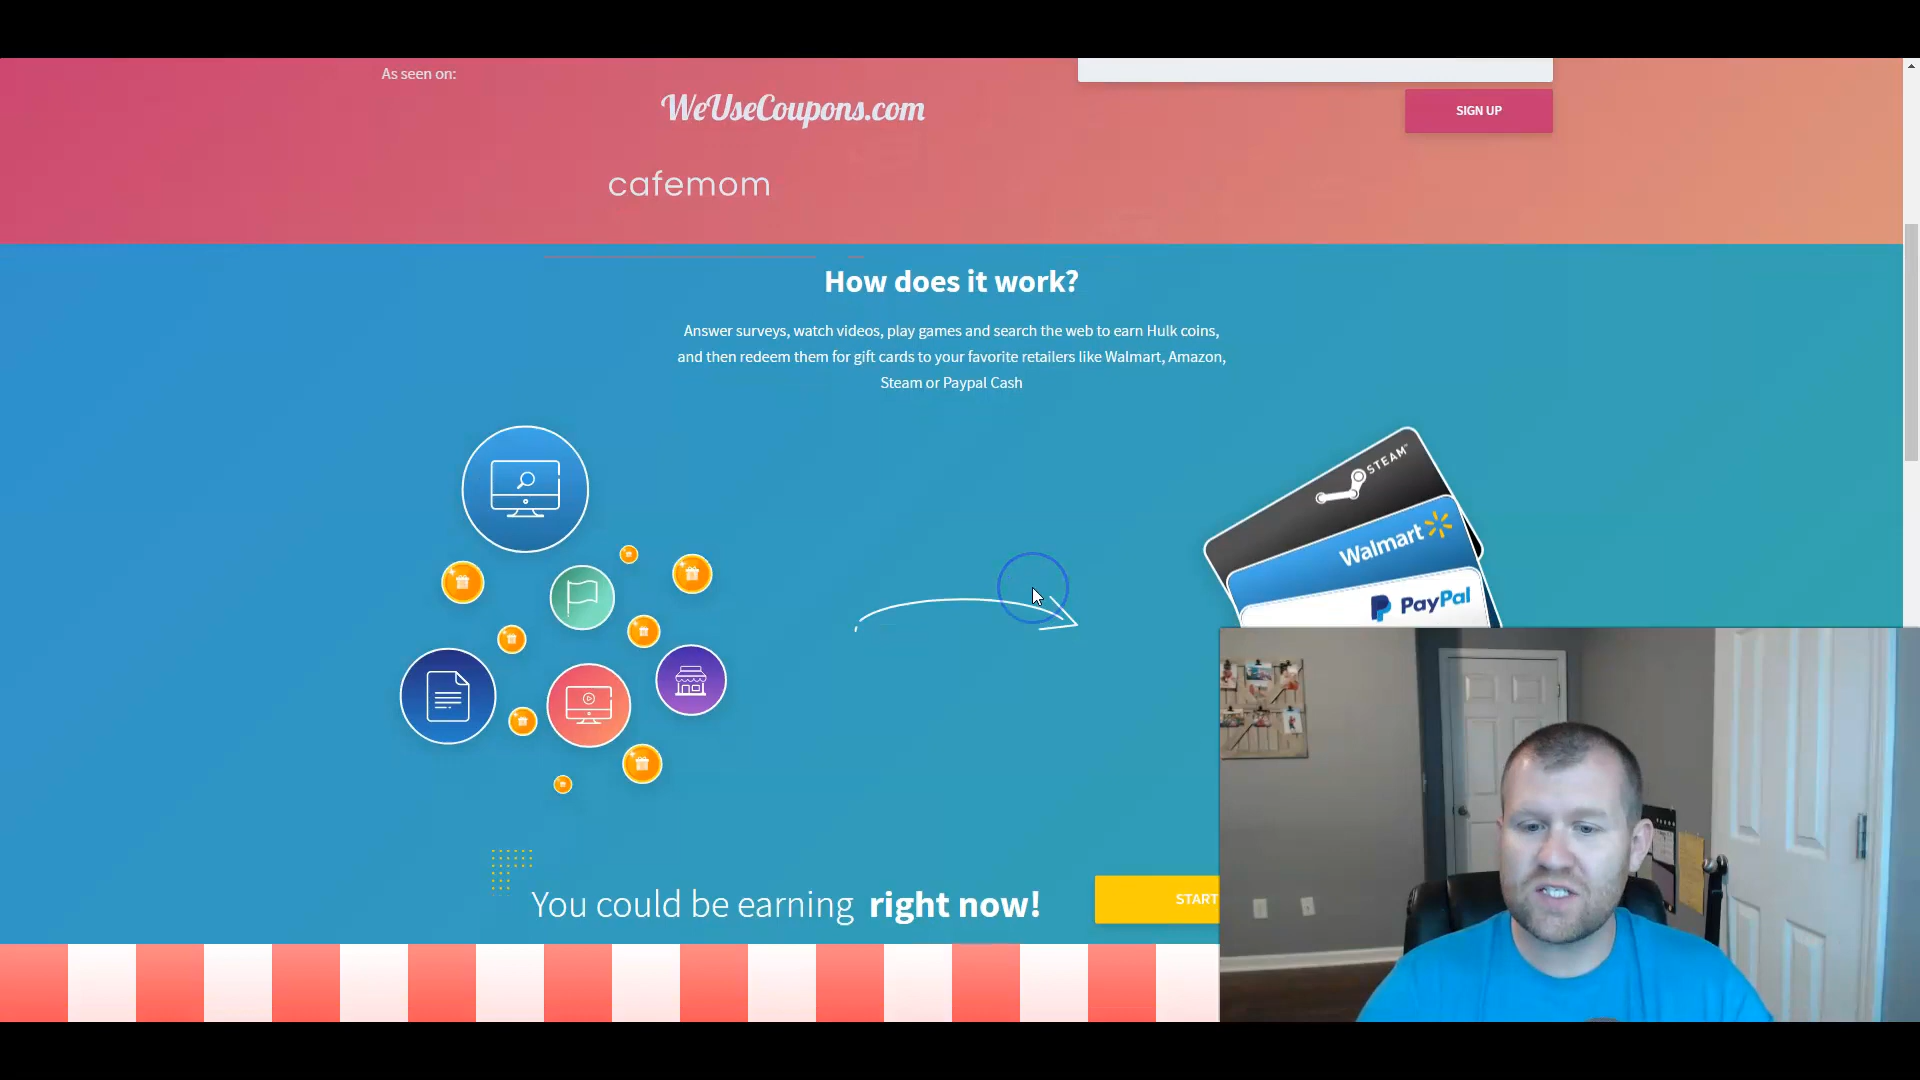 As seen on:
WeUseCoupons.com
SIGN UP
cafemom
How does it work?
Answer surveys, watch videos, play games and search the web to earn Hulk coins,
and then redeem them for gift cards to your favorite retailers like Walmart, Amazon,
Steam or Paypal Cash
STEAM
Walmart
PayPal
You could be earning right now!
START